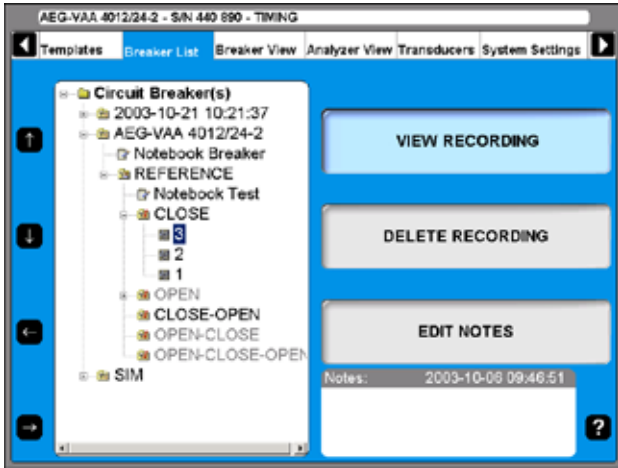 AEG-VAA 4012/24-2 - S/N 440 890 - TIMING
Templates Breaker List Breaker View Analyzer View Transducers System Settings
Circuit Breaker(s)
2003-10-21 10:21:37
AEG-VAA 4012/24-2
Notebook Breaker
REFERENCE
Notebook Test
CLOSE
3
2
1
OPEN
CLOSE-OPEN
OPEN-CLOSE
OPEN-CLOSE-OPEN
SIM
VIEW RECORDING
DELETE RECORDING
EDIT NOTES
Notes: 2003-10-06 09:46:51
?